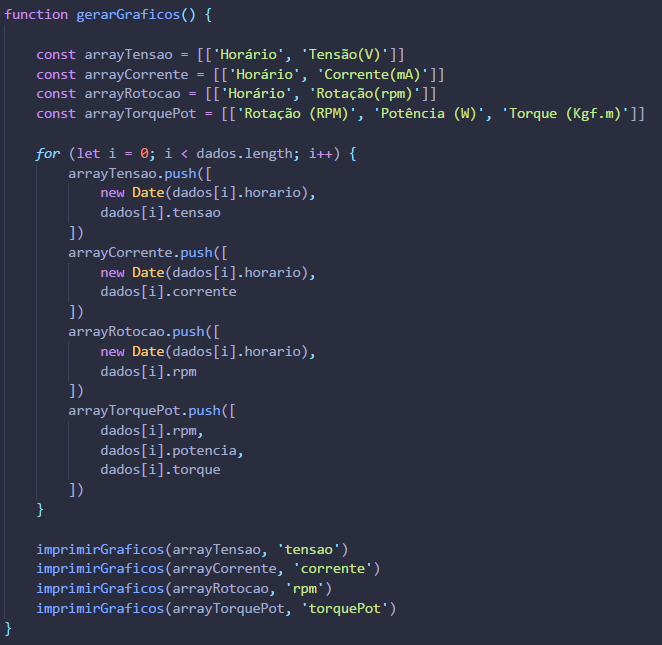 function gerarGraficos() {

    const arrayTensao = [['Horário', 'Tensão(V)']]
    const arrayCorrente = [['Horário', 'Corrente(mA)']]
    const arrayRotocao = [['Horário', 'Rotação(rpm)']]
    const arrayTorquePot = [['Rotação (RPM)', 'Potência (W)', 'Torque (Kgf.m)']]

    for (let i = 0; i < dados.length; i++) {
        arrayTensao.push([
            new Date(dados[i].horario),
            dados[i].tensao
        ])
        arrayCorrente.push([
            new Date(dados[i].horario),
            dados[i].corrente
        ])
        arrayRotocao.push([
            new Date(dados[i].horario),
            dados[i].rpm
        ])
        arrayTorquePot.push([
            dados[i].rpm,
            dados[i].potencia,
            dados[i].torque
        ])
    }

    imprimirGraficos(arrayTensao, 'tensao')
    imprimirGraficos(arrayCorrente, 'corrente')
    imprimirGraficos(arrayRotocao, 'rpm')
    imprimirGraficos(arrayTorquePot, 'torquePot')
}